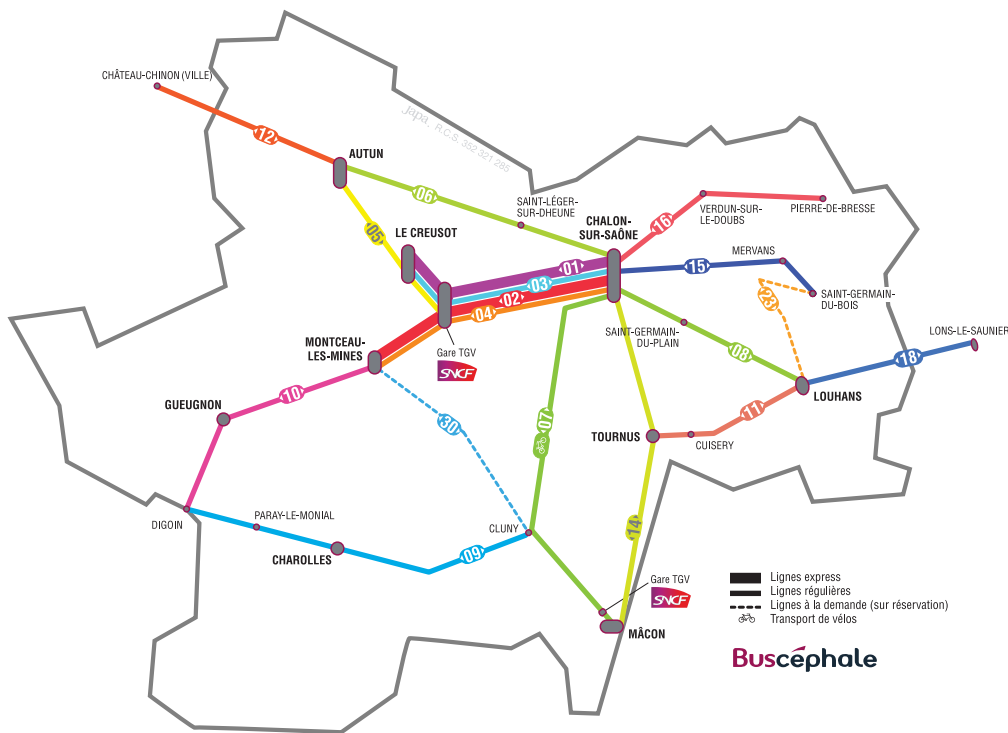 CHÂTEAU-CHINON (VILLE)
12
AUTUN
Japa, R.C.S. 352 321 285
06
05
SAINT-LÉGER-
SUR-DHEUNE
LE CREUSOT
CHALON-
SUR-SAÔNE
16
VERDUN-SUR-
LE-DOUBS
PIERRE-DE-BRESSE
01
03
02
04
15
MERVANS
23
SAINT-GERMAIN-
DU-BOIS
MONTCEAU-
LES-MINES
Gare TGV
SNCF
SAINT-GERMAIN-
DU-PLAIN
08
LONS-LE-SAUNIER
18
LOUHANS
10
GUEUGNON
30
07
TOURNUS
11
CUISERY
DIGOIN
PARAY-LE-MONIAL
CHAROLLES
09
CLUNY
14
Gare TGV
SNCF
MÂCON
Lignes express
Lignes régulières
Lignes à la demande (sur réservation)
Transport de vélos
Buscéphale